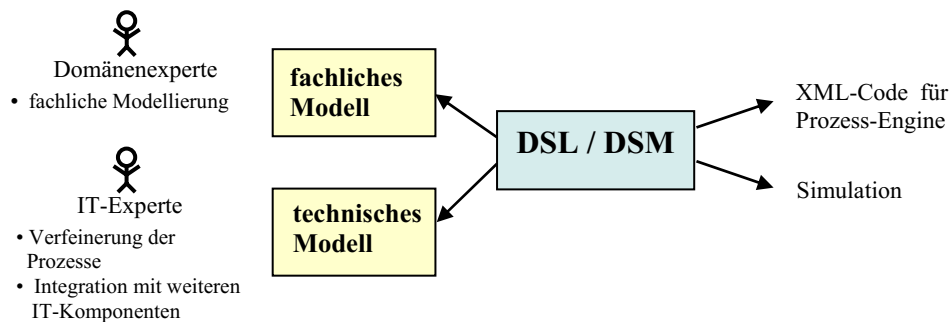 Domänenexperte
• fachliche Modellierung
IT-Experte
• Verfeinerung der
Prozesse
• Integration mit weiteren
IT-Komponenten
fachliches
Modell
technisches
Modell
DSL / DSM
XML-Code für
Prozess-Engine
Simulation